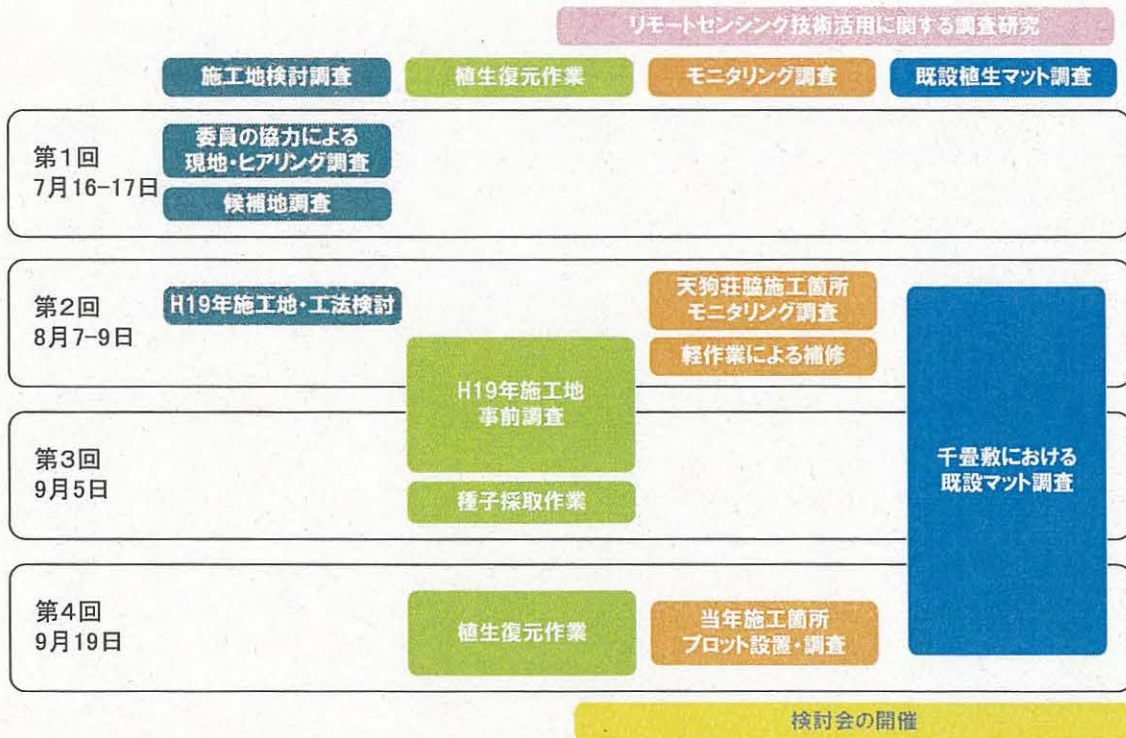 リモートセンシング技術活用に関する調査研究
施工地検討調査
植生復元作業
モニタリング調査
既設植生マット調査
第1回
7月16-17日
委員の協力による
現地・ヒアリング調査
候補地調査
第2回
8月7-9日
H19年施工地・工法検討
天狗荘脇施工箇所
モニタリング調査
軽作業による補修
H19年施工地
事前調査
第3回
9月5日
種子採取作業
千畳敷における
既設マット調査
第4回
9月19日
植生復元作業
当年施工箇所
プロット設置・調査
検討会の開催